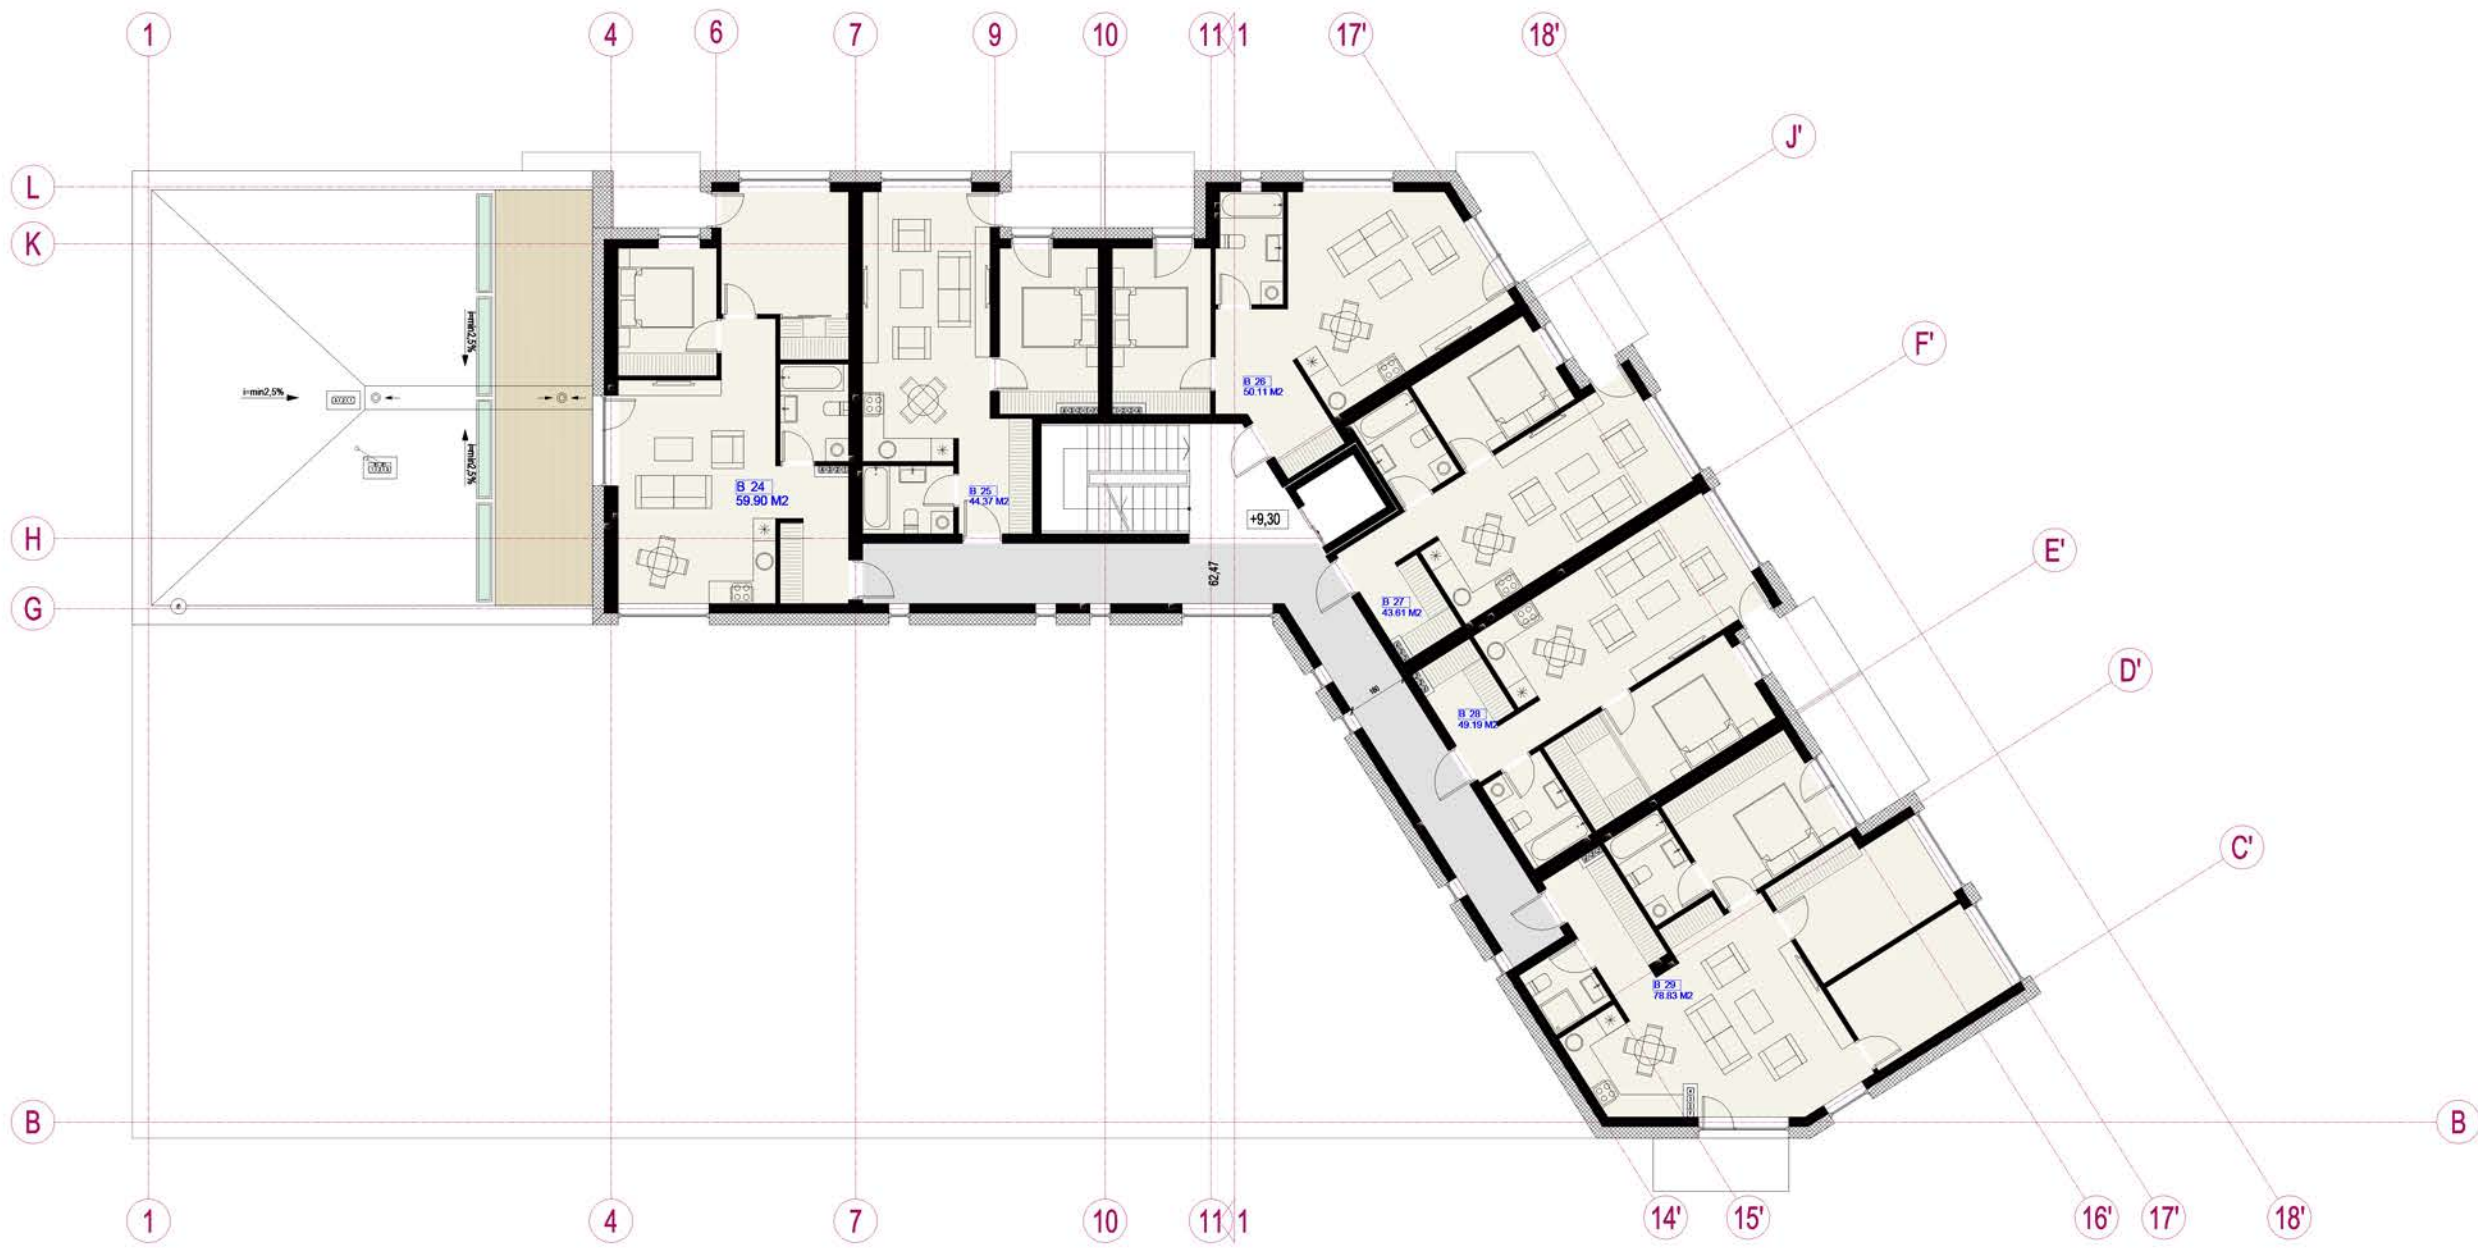 1
4
6
7
9
10
11
1
17'
18'
J'
L
K
F'
i=min2,5%
i=min2,5%
i=min2,5%
B 26
50.11 M2
B 24
59.90 M2
B 25
44.37 M2
+9,30
H
E'
62,47
G
B 27
43.61 M2
D'
180
B 28
49.19 M2
C'
B 29
78.83 M2
B
B
1
4
7
10
11
1
14'
15'
16'
17'
18'